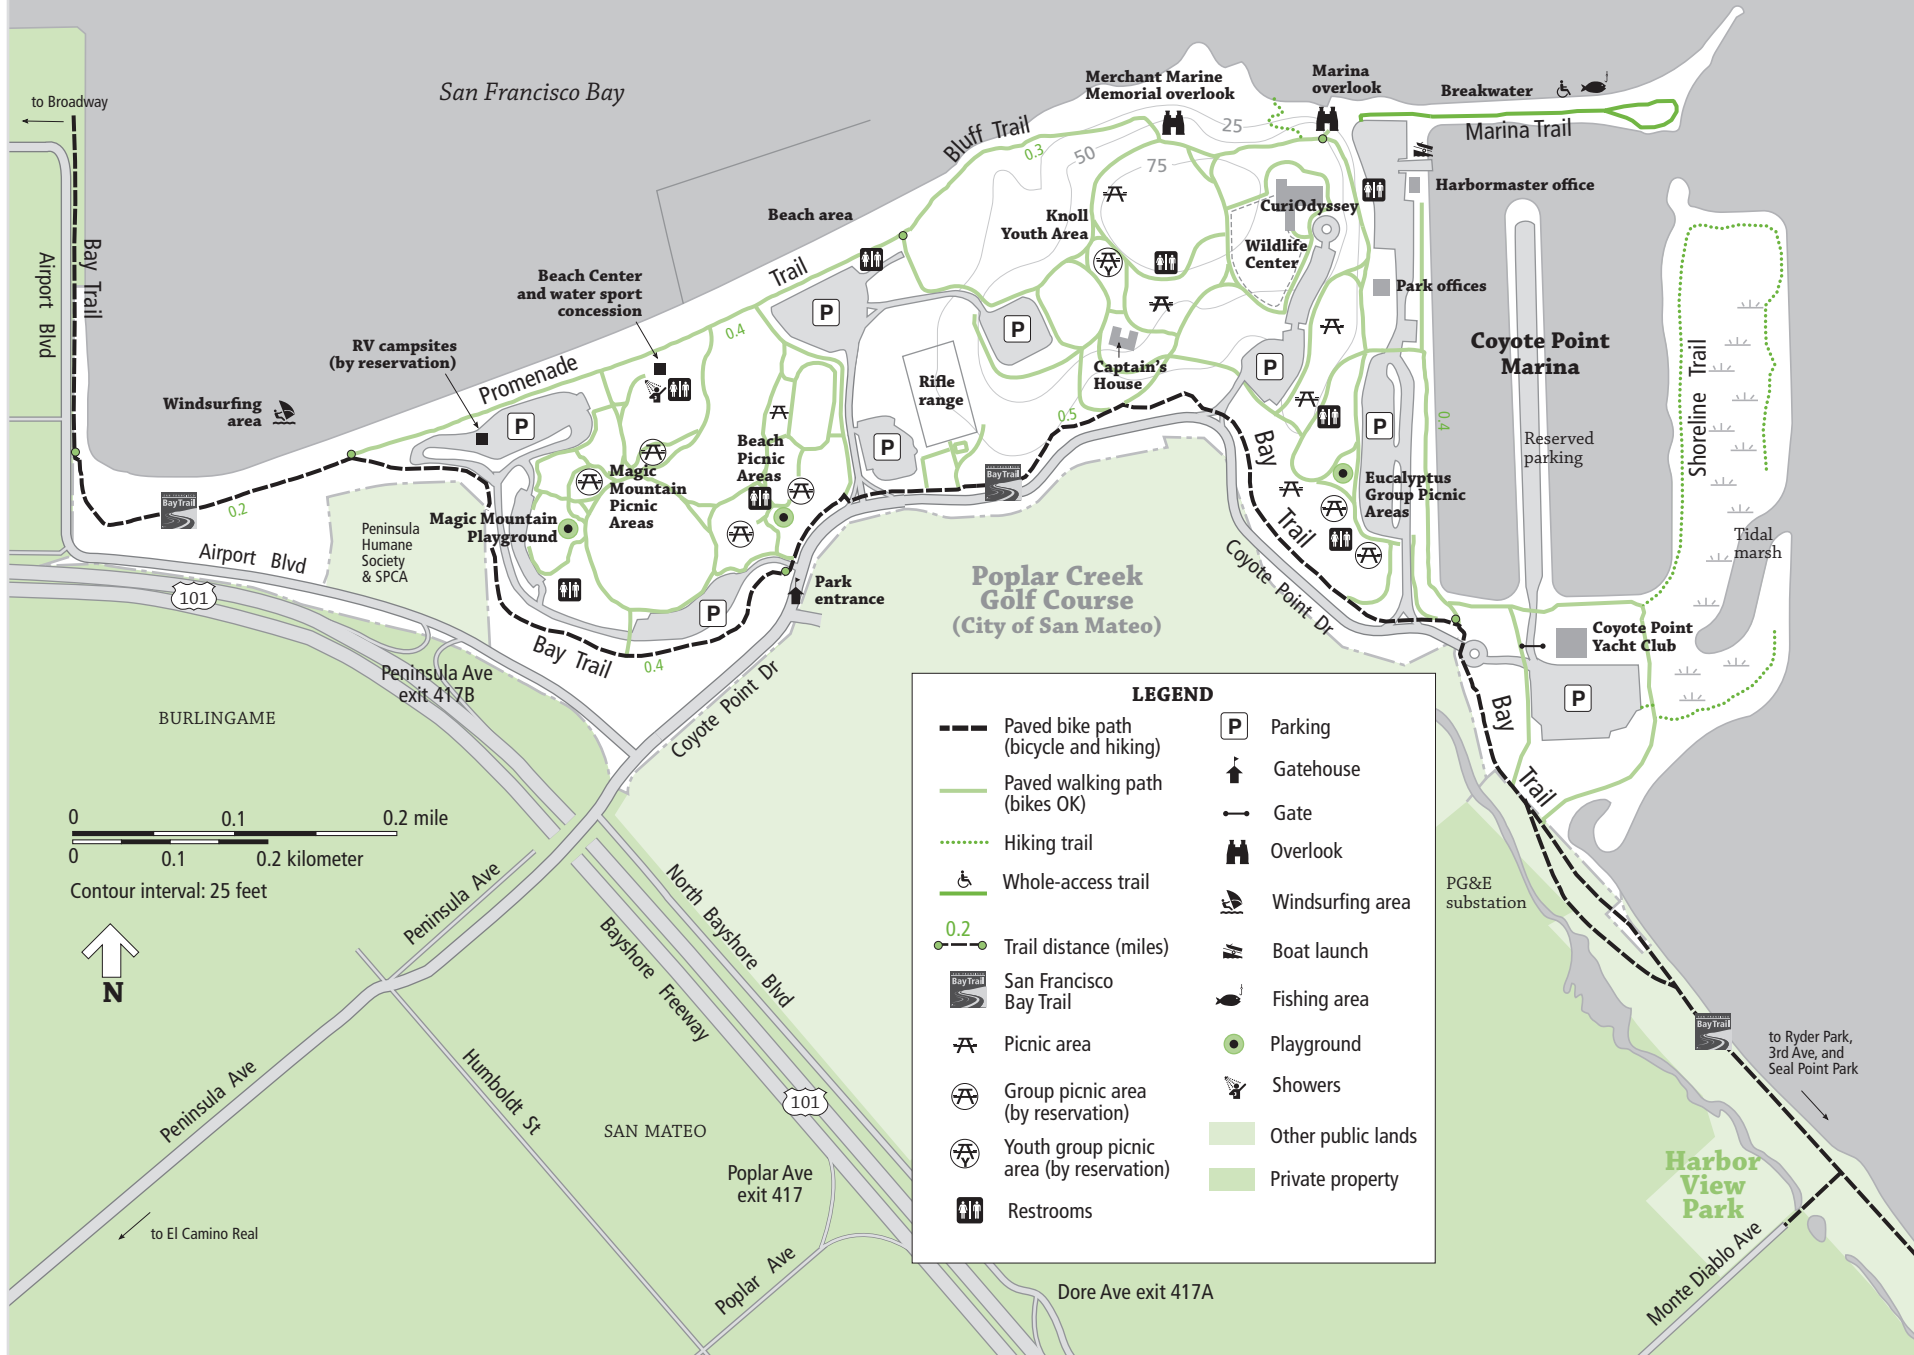 San Francisco Bay
to Broadway
Bay Trail
Airport Blvd
Merchant Marine
Memorial overlook
Marina
overlook
Breakwater
Marina Trail
Bluff Trail
0.3
25
50
75
Harbormaster office
CuriOdyssey
Knoll
Youth Area
Wildlife
Center
Beach area
Park offices
Beach Center
and water sport
concession
Promenade Trail
0.4
RV campsites
(by reservation)
Windsurfing
area
P
P
P
P
P
P
P
P
Captain's
House
Rifle
range
Coyote Point
Marina
Shoreline Trail
Reserved
parking
0.4
0.5
Beach
Picnic
Areas
Magic
Mountain
Picnic
Areas
Magic Mountain
Playground
Bay Trail
0.2
Bay Trail
Eucalyptus
Group Picnic
Areas
Bay Trail
Tidal
marsh
Peninsula
Humane
Society
& SPCA
Airport Blvd
101
Park
entrance
Poplar Creek
Golf Course
(City of San Mateo)
Coyote Point Dr
Coyote Point
Yacht Club
Bay Trail
0.4
Peninsula Ave
exit 417B
Coyote Point Dr
BURLINGAME
P
Bay Trail
0 0.1 0.2 mile
0 0.1 0.2 kilometer
Contour interval: 25 feet
N
Peninsula Ave
North Bayshore Blvd
Bayshore Freeway
PG&E
substation
LEGEND
Paved bike path
(bicycle and hiking)
Paved walking path
(bikes OK)
Hiking trail
Whole-access trail
0.2
Trail distance (miles)
Bay Trail
San Francisco
Bay Trail
Picnic area
Group picnic area
(by reservation)
Y
Youth group picnic
area (by reservation)
Restrooms
P
Parking
Gatehouse
Gate
Overlook
Windsurfing area
Boat launch
Fishing area
Playground
Showers
Other public lands
Private property
Bay Trail
to Ryder Park,
3rd Ave, and
Seal Point Park
Peninsula Ave
Humboldt St
101
SAN MATEO
Poplar Ave
exit 417
Harbor
View
Park
to El Camino Real
Poplar Ave
Dore Ave exit 417A
Monte Diablo Ave